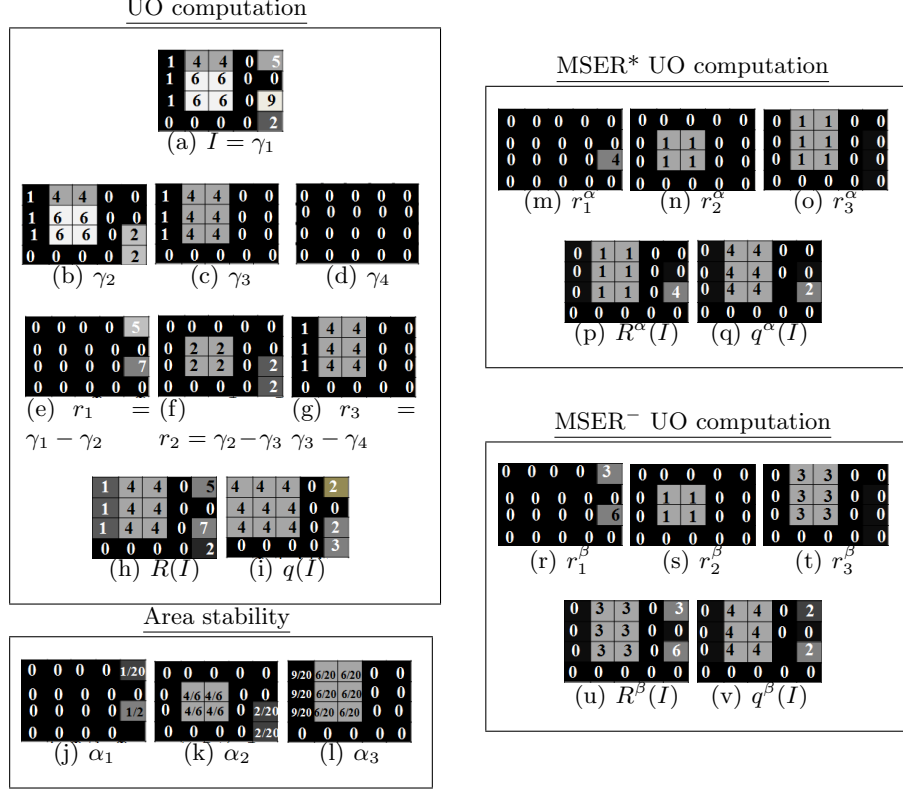 UO computation
1 4 4 0 5
1 6 6 0 0
1 6 6 0 9
0 0 0 0 2
(a) I = γ₁
1 4 4 0 0
1 6 6 0 0
1 6 6 0 2
0 0 0 0 2
(b) γ₂
1 4 4 0 0
1 4 4 0 0
1 4 4 0 0
0 0 0 0 0
(c) γ₃
0 0 0 0 0
0 0 0 0 0
0 0 0 0 0
0 0 0 0 0
(d) γ₄
0 0 0 0 5
0 0 0 0 0
0 0 0 0 7
0 0 0 0 0
(e) r₁ =
γ₁ − γ₂
0 0 0 0 0
0 2 2 0 0
0 2 2 0 2
0 0 0 0 2
(f)
r₂ = γ₂−γ₃
1 4 4 0 0
1 4 4 0 0
1 4 4 0 0
0 0 0 0 0
(g) r₃ =
γ₃ − γ₄
1 4 4 0 5
1 4 4 0 0
1 4 4 0 7
0 0 0 0 2
(h) R(I)
4 4 4 0 2
4 4 4 0 0
4 4 4 0 2
0 0 0 0 3
(i) q(I)
Area stability
0 0 0 0 1/20
0 0 0 0 0
0 0 0 0 1/2
0 0 0 0 0
(j) α₁
0 0 0 0 0
0 4/6 4/6 0 0
0 4/6 4/6 0 2/20
0 0 0 0 2/20
(k) α₂
9/20 6/20 6/20 0 0
9/20 6/20 6/20 0 0
9/20 6/20 6/20 0 0
0 0 0 0 0
(l) α₃
MSER* UO computation
0 0 0 0 0
0 0 0 0 0
0 0 0 0 4
0 0 0 0 0
(m) r₁^α
0 0 0 0 0
0 1 1 0 0
0 1 1 0 0
0 0 0 0 0
(n) r₂^α
0 1 1 0 0
0 1 1 0 0
0 1 1 0 0
0 0 0 0 0
(o) r₃^α
0 1 1 0 0
0 1 1 0 0
0 1 1 0 4
0 0 0 0 0
(p) R^α(I)
0 4 4 0 0
0 4 4 0 0
0 4 4 0 2
0 0 0 0 0
(q) q^α(I)
MSER⁻ UO computation
0 0 0 0 3
0 0 0 0 0
0 0 0 0 6
0 0 0 0 0
(r) r₁^β
0 0 0 0 0
0 1 1 0 0
0 1 1 0 0
0 0 0 0 0
(s) r₂^β
0 3 3 0 0
0 3 3 0 0
0 3 3 0 0
0 0 0 0 0
(t) r₃^β
0 3 3 0 3
0 3 3 0 0
0 3 3 0 6
0 0 0 0 0
(u) R^β(I)
0 4 4 0 2
0 4 4 0 0
0 4 4 0 2
0 0 0 0 0
(v) q^β(I)